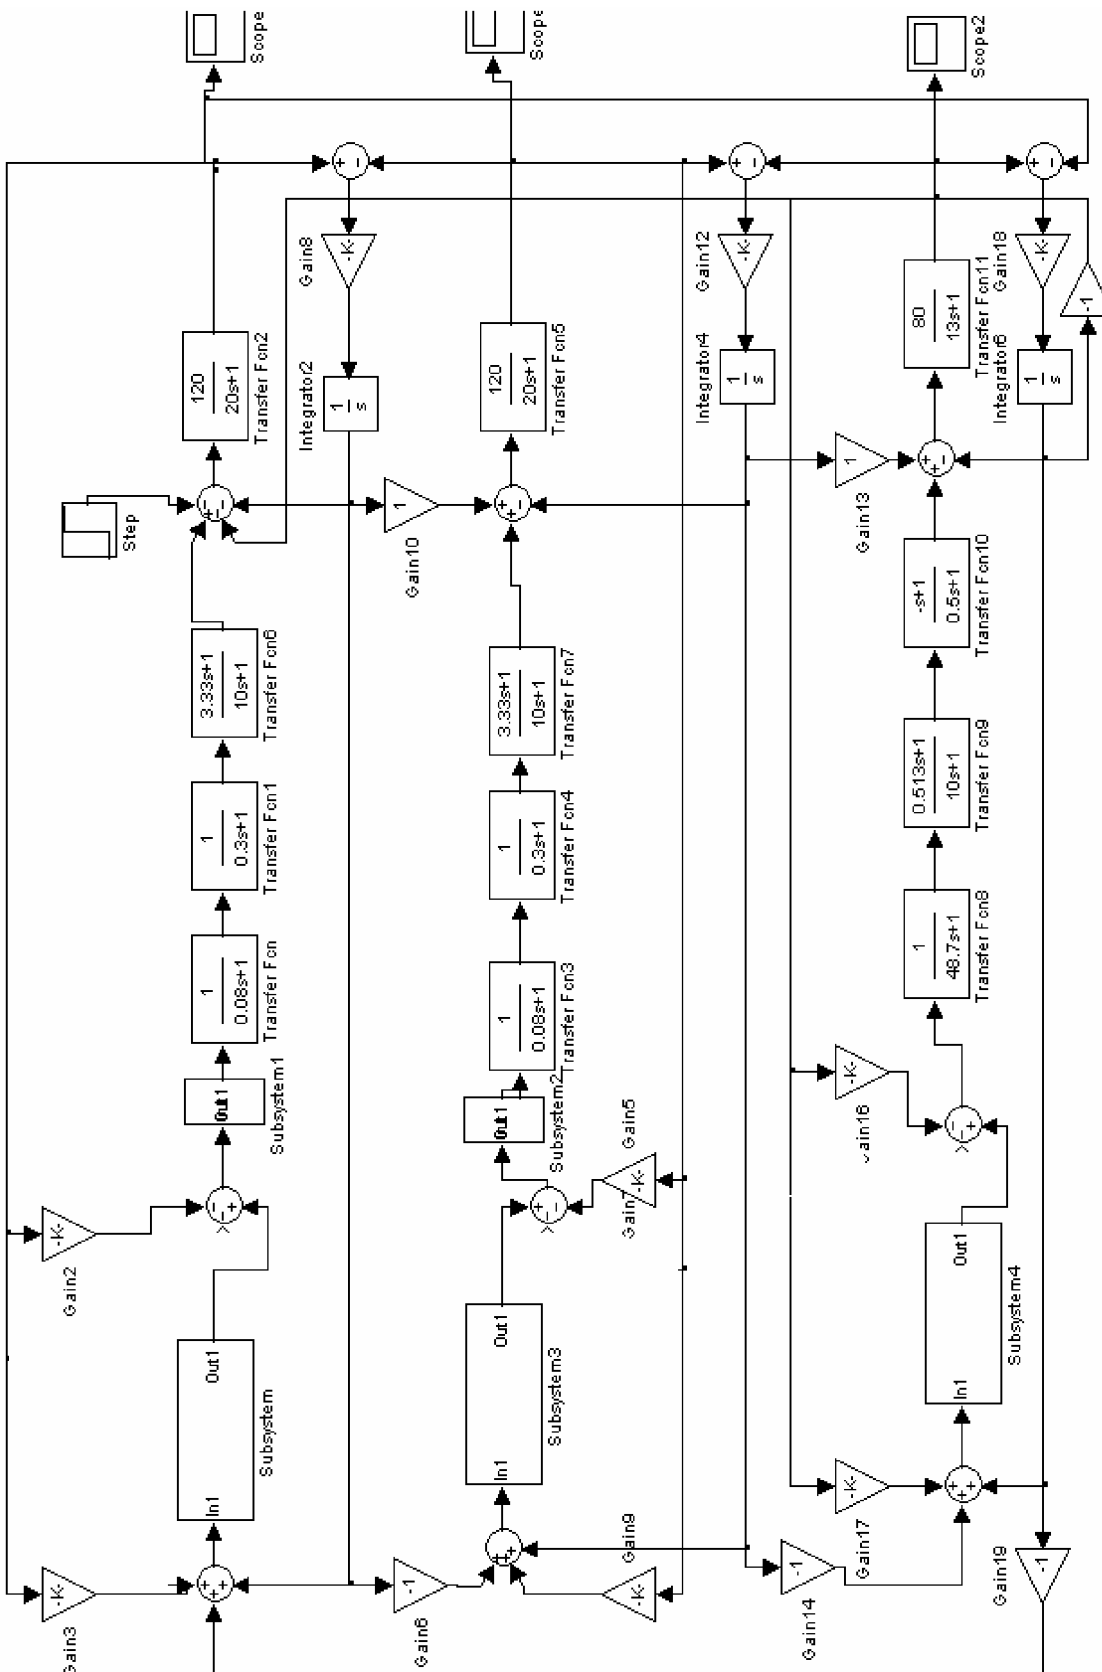 Step
Gain3
-K-
Gain2
-K-
In1
Out1
Subsystem
Out1
Subsystem1
1
0.08s+1
Transfer Fcn
1
0.3s+1
Transfer Fcn1
3.33s+1
10s+1
Transfer Fcn6
120
20s+1
Transfer Fcn2
Scope
Gain8
-K-
Integrator2
1
s
Gain6
-1
Gain10
1
In1
Out1
Subsystem3
Out1
Subsystem2
1
0.08s+1
Transfer Fcn3
1
0.3s+1
Transfer Fcn4
3.33s+1
10s+1
Transfer Fcn7
120
20s+1
Transfer Fcn5
Scope
Gain9
-K-
Gain5
-K-
Gain12
-K-
Integrator4
1
s
Gain14
-1
Gain17
-K-
ain16
-K-
Gain13
1
In1
Out1
Subsystem4
1
48.7s+1
Transfer Fcn8
0.513s+1
10s+1
Transfer Fcn9
-s+1
0.5s+1
Transfer Fcn10
80
13s+1
Transfer Fcn11
Scope2
Gain18
-K-
Integrator6
1
s
Gain19
-1
-1